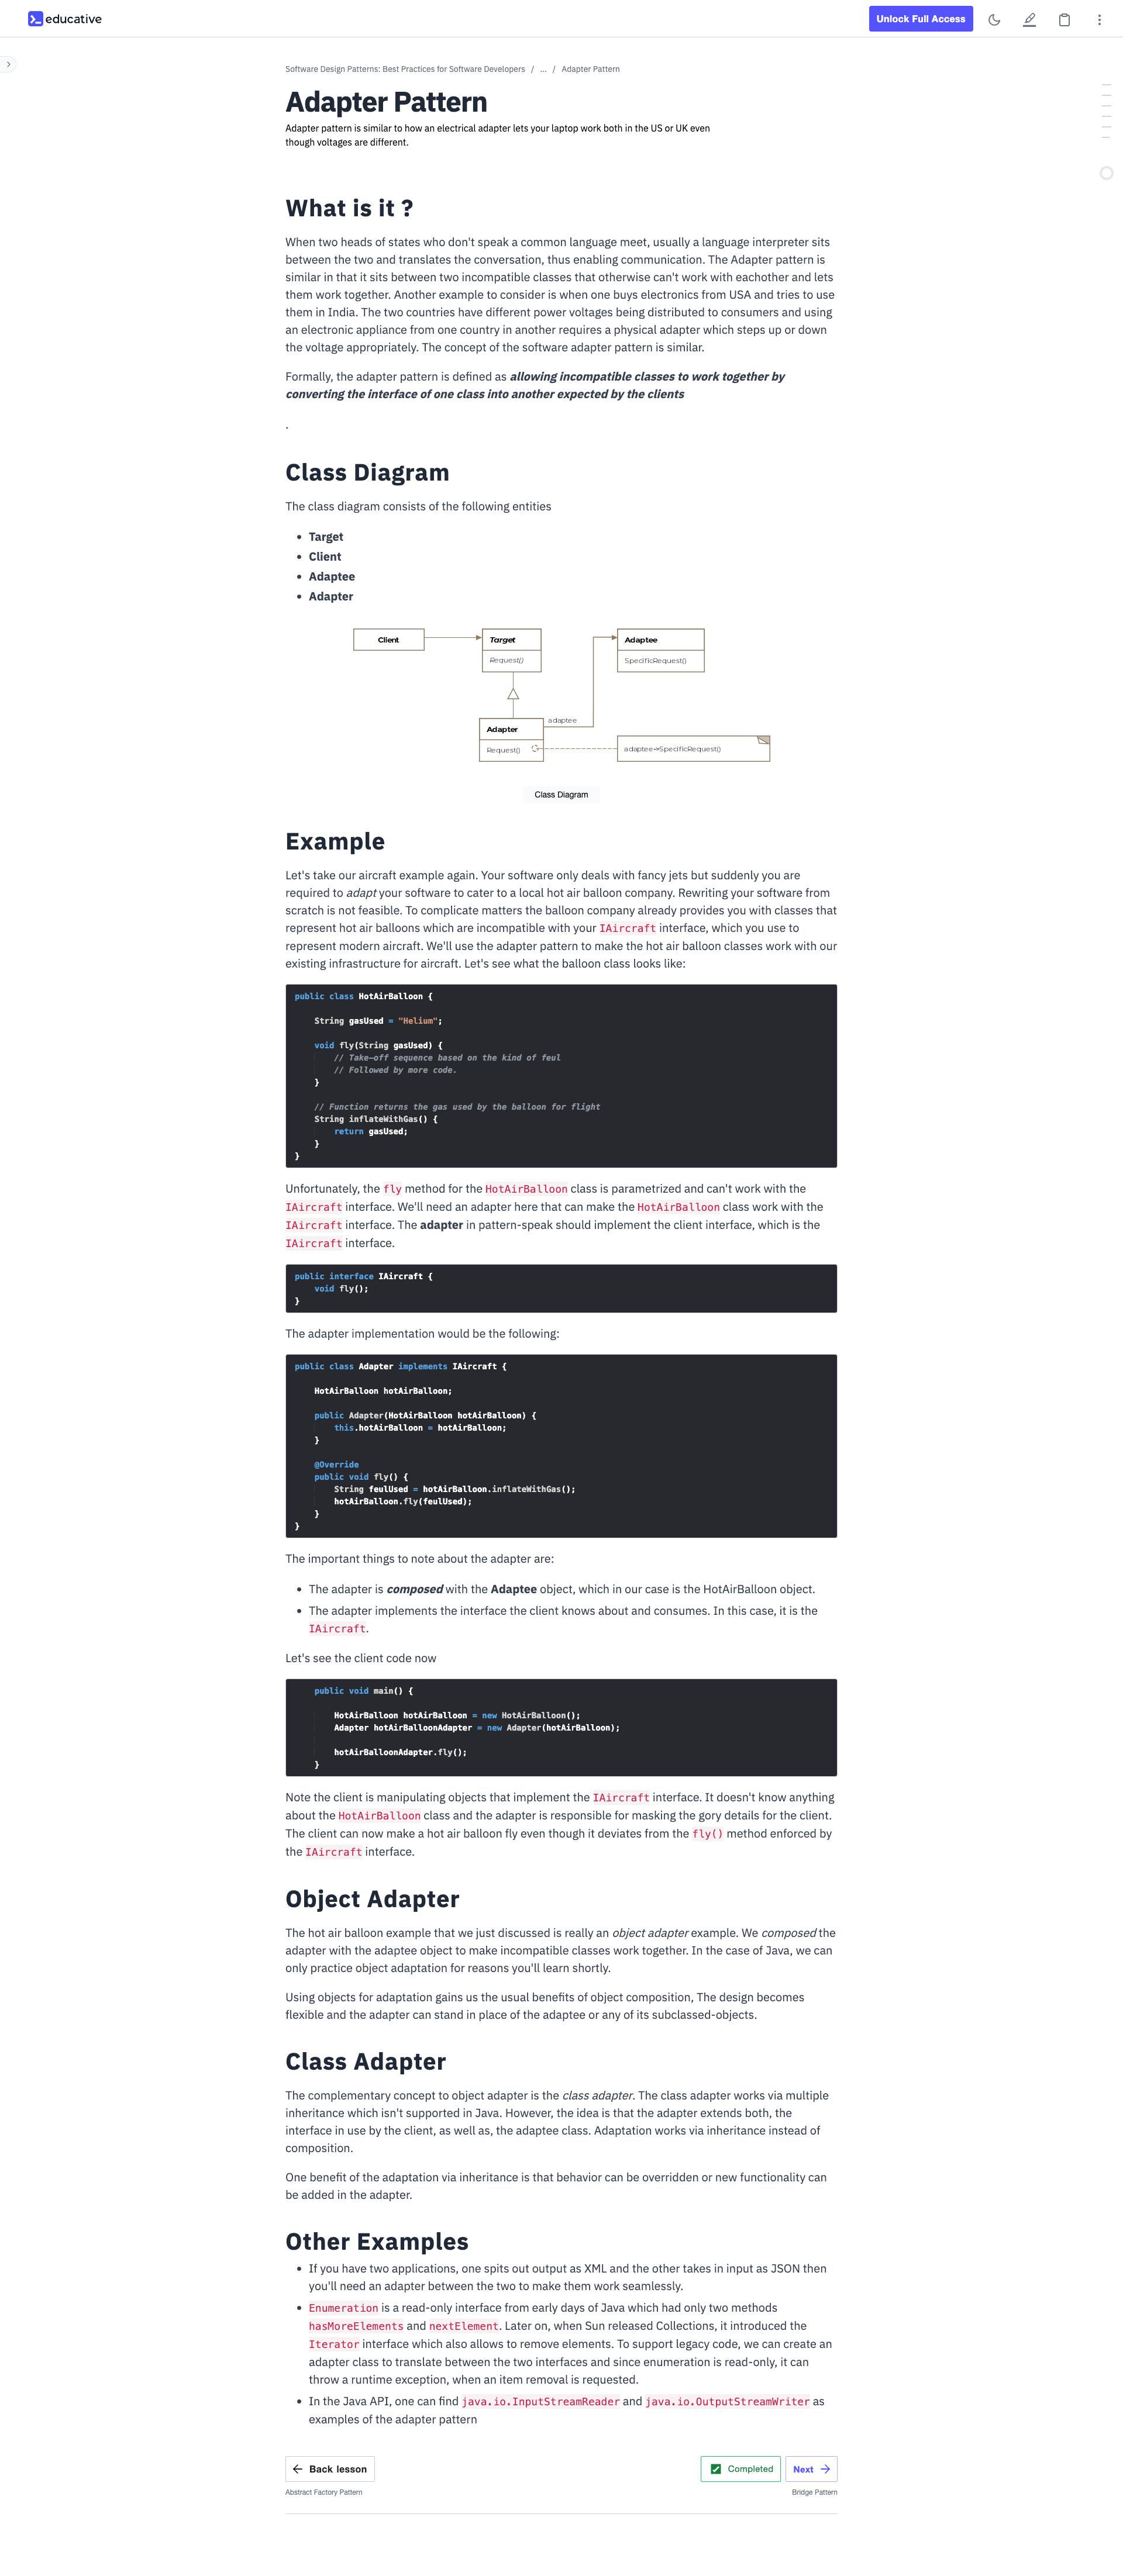 educative
Unlock Full Access
Software Design Patterns: Best Practices for Software Developers / ... / Adapter Pattern
Adapter Pattern
Adapter pattern is similar to how an electrical adapter lets your laptop work both in the US or UK even
though voltages are different.
What is it ?
When two heads of states who don't speak a common language meet, usually a language interpreter sits
between the two and translates the conversation, thus enabling communication. The Adapter pattern is
similar in that it sits between two incompatible classes that otherwise can't work with eachother and lets
them work together. Another example to consider is when one buys electronics from USA and tries to use
them in India. The two countries have different power voltages being distributed to consumers and using
an electronic appliance from one country in another requires a physical adapter which steps up or down
the voltage appropriately. The concept of the software adapter pattern is similar.
Formally, the adapter pattern is defined as allowing incompatible classes to work together by
converting the interface of one class into another expected by the clients
.
Class Diagram
The class diagram consists of the following entities
• Target
• Client
• Adaptee
• Adapter
Client
Target
Request()
Adaptee
SpecificRequest()
adaptee
Adapter
Request()
adaptee->SpecificRequest()
Class Diagram
Example
Let's take our aircraft example again. Your software only deals with fancy jets but suddenly you are
required to adapt your software to cater to a local hot air balloon company. Rewriting your software from
scratch is not feasible. To complicate matters the balloon company already provides you with classes that
represent hot air balloons which are incompatible with your IAircraft interface, which you use to
represent modern aircraft. We'll use the adapter pattern to make the hot air balloon classes work with our
existing infrastructure for aircraft. Let's see what the balloon class looks like:
public class HotAirBalloon {
String gasUsed = "Helium";
void fly(String gasUsed) {
// Take-off sequence based on the kind of feul
// Followed by more code.
}
// Function returns the gas used by the balloon for flight
String inflateWithGas() {
return gasUsed;
}
}
Unfortunately, the fly method for the HotAirBalloon class is parametrized and can't work with the
IAircraft interface. We'll need an adapter here that can make the HotAirBalloon class work with the
IAircraft interface. The adapter in pattern-speak should implement the client interface, which is the
IAircraft interface.
public interface IAircraft {
void fly();
}
The adapter implementation would be the following:
public class Adapter implements IAircraft {
HotAirBalloon hotAirBalloon;
public Adapter(HotAirBalloon hotAirBalloon) {
this.hotAirBalloon = hotAirBalloon;
}
@Override
public void fly() {
String feulUsed = hotAirBalloon.inflateWithGas();
hotAirBalloon.fly(feulUsed);
}
}
The important things to note about the adapter are:
• The adapter is composed with the Adaptee object, which in our case is the HotAirBalloon object.
• The adapter implements the interface the client knows about and consumes. In this case, it is the
IAircraft.
Let's see the client code now
public void main() {
HotAirBalloon hotAirBalloon = new HotAirBalloon();
Adapter hotAirBalloonAdapter = new Adapter(hotAirBalloon);
hotAirBalloonAdapter.fly();
}
Note the client is manipulating objects that implement the IAircraft interface. It doesn't know anything
about the HotAirBalloon class and the adapter is responsible for masking the gory details for the client.
The client can now make a hot air balloon fly even though it deviates from the fly() method enforced by
the IAircraft interface.
Object Adapter
The hot air balloon example that we just discussed is really an object adapter example. We composed the
adapter with the adaptee object to make incompatible classes work together. In the case of Java, we can
only practice object adaptation for reasons you'll learn shortly.
Using objects for adaptation gains us the usual benefits of object composition, The design becomes
flexible and the adapter can stand in place of the adaptee or any of its subclassed-objects.
Class Adapter
The complementary concept to object adapter is the class adapter. The class adapter works via multiple
inheritance which isn't supported in Java. However, the idea is that the adapter extends both, the
interface in use by the client, as well as, the adaptee class. Adaptation works via inheritance instead of
composition.
One benefit of the adaptation via inheritance is that behavior can be overridden or new functionality can
be added in the adapter.
Other Examples
• If you have two applications, one spits out output as XML and the other takes in input as JSON then
you'll need an adapter between the two to make them work seamlessly.
• Enumeration is a read-only interface from early days of Java which had only two methods
hasMoreElements and nextElement. Later on, when Sun released Collections, it introduced the
Iterator interface which also allows to remove elements. To support legacy code, we can create an
adapter class to translate between the two interfaces and since enumeration is read-only, it can
throw a runtime exception, when an item removal is requested.
• In the Java API, one can find java.io.InputStreamReader and java.io.OutputStreamWriter as
examples of the adapter pattern
Back lesson
Completed
Next
Abstract Factory Pattern
Bridge Pattern